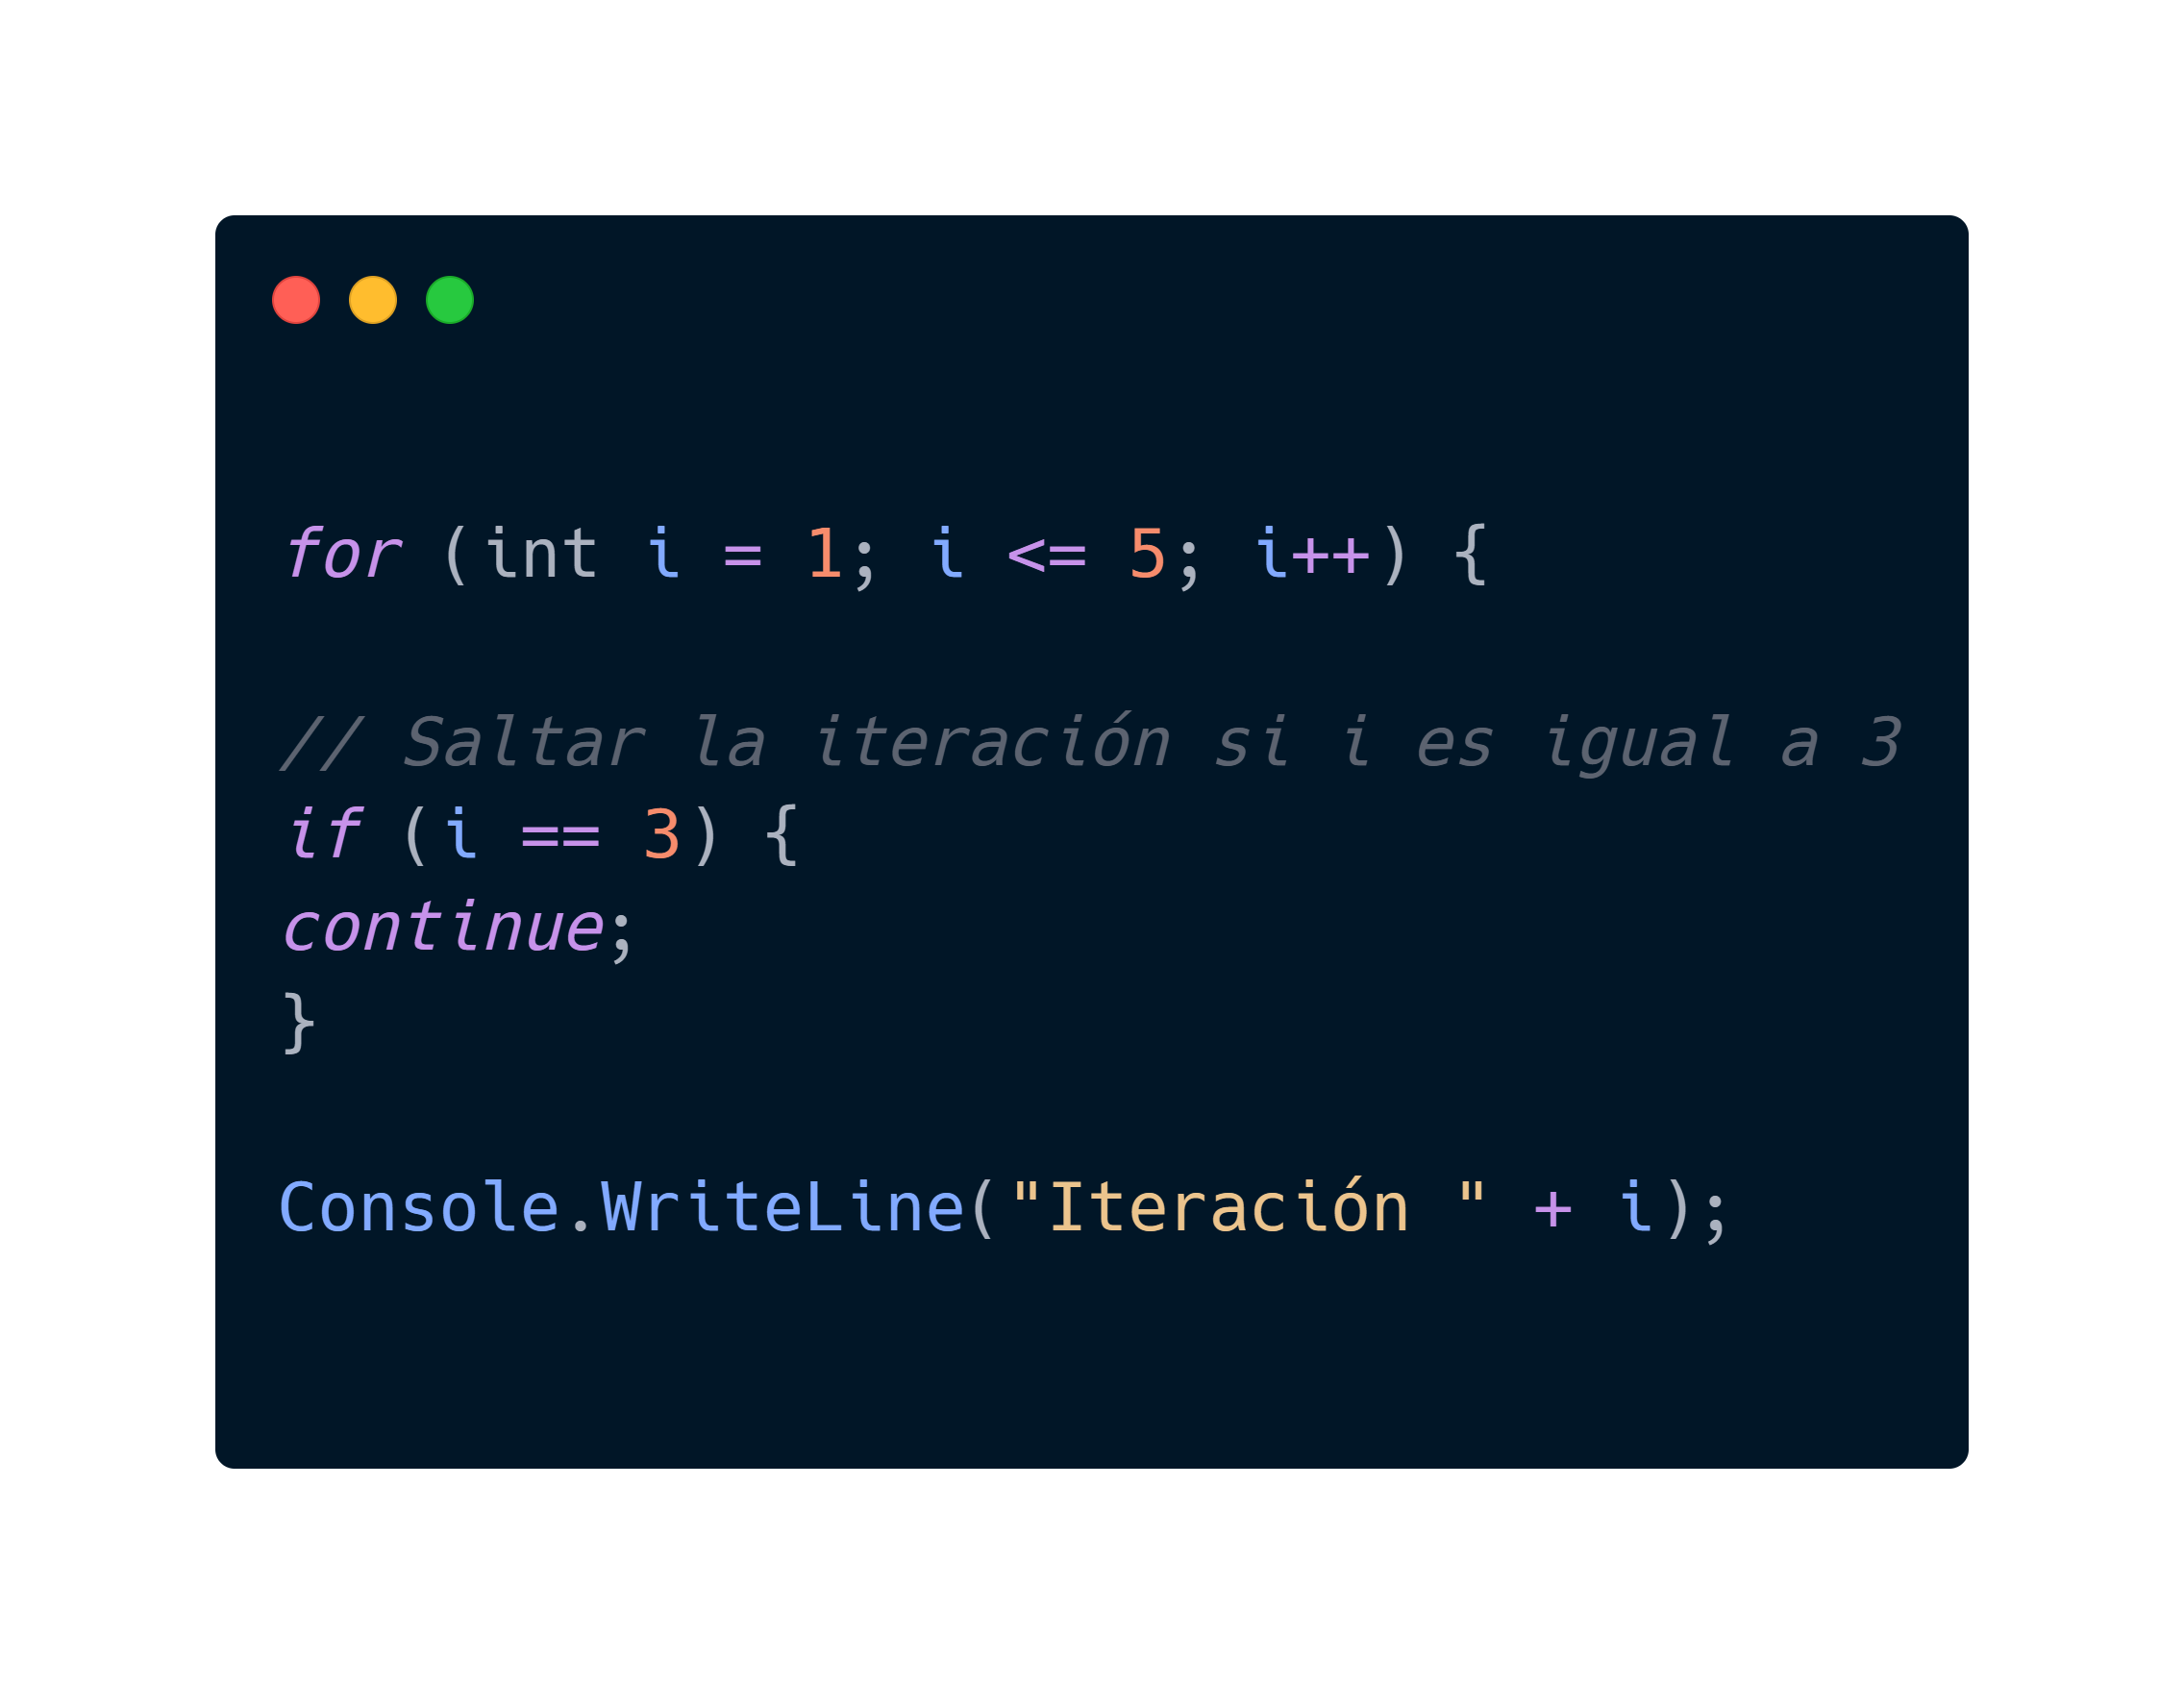 for (int i = 1; i <= 5; i++) {
// Saltar la iteración si i es igual a 3
if (i == 3) {
continue;
}
Console.WriteLine("Iteración " + i);